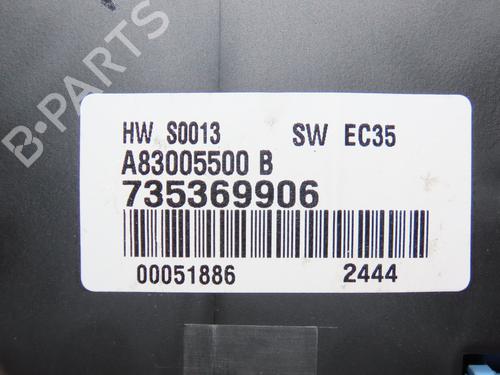 HW S0013 SW EC35
A83005500 B
735369906
00051886 2444
B-PARTS